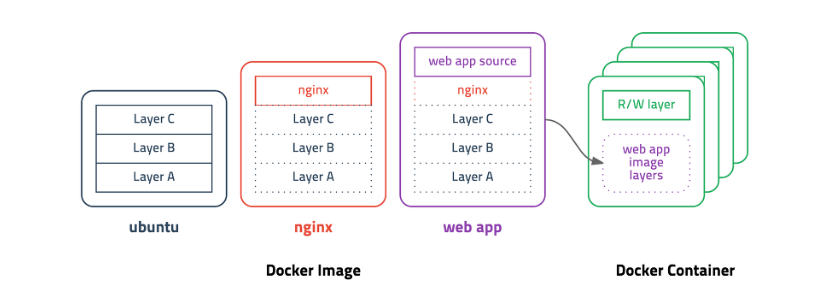 Layer C
Layer B
Layer A
ubuntu
nginx
Layer C
Layer B
Layer A
nginx
web app source
nginx
Layer C
Layer B
Layer A
web app
R/W layer
web app
image
layers
Docker Image
Docker Container